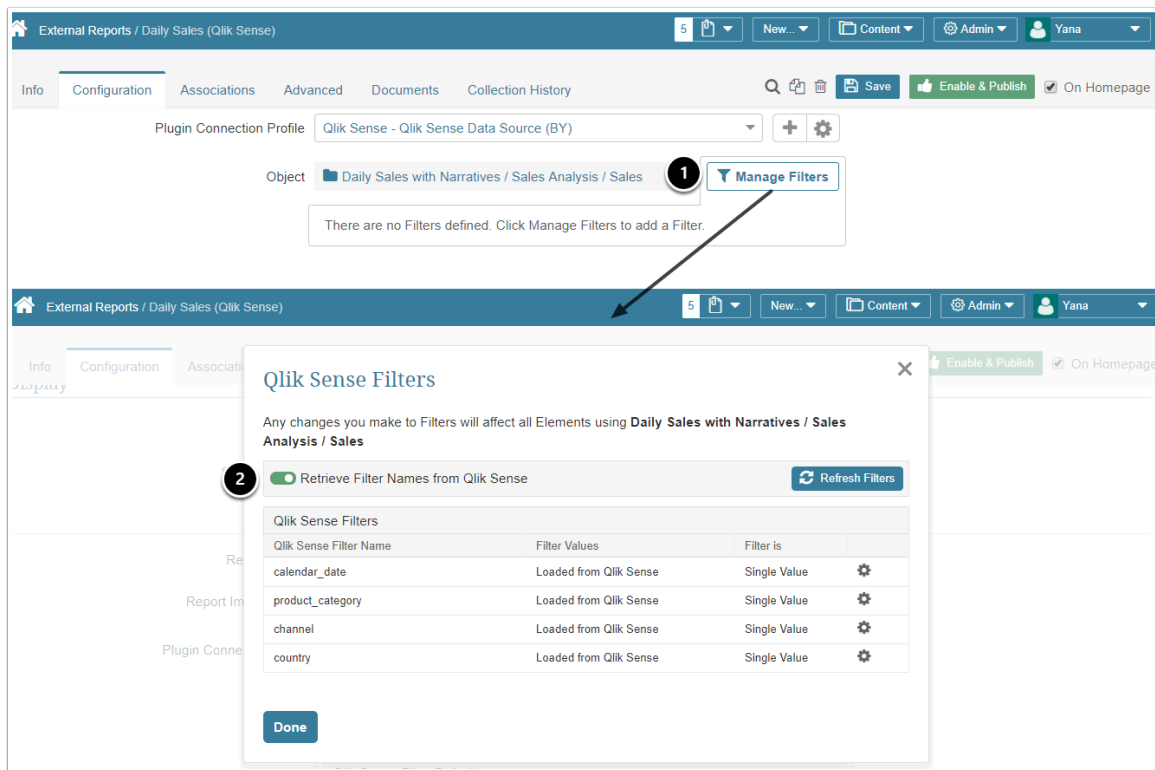 External Reports / Daily Sales (Qlik Sense) 5 New... Content Admin Yana
Info Configuration Associations Advanced Documents Collection History Save Enable & Publish On Homepage
Plugin Connection Profile Qlik Sense - Qlik Sense Data Source (BY)
Object Daily Sales with Narratives / Sales Analysis / Sales 1 Manage Filters
There are no Filters defined. Click Manage Filters to add a Filter.
External Reports / Daily Sales (Qlik Sense) 5 New... Content Admin Yana
Info Configuration Associati Enable & Publish On Homepage
Display
Qlik Sense Filters
Any changes you make to Filters will affect all Elements using Daily Sales with Narratives / Sales
Analysis / Sales
2 Retrieve Filter Names from Qlik Sense Refresh Filters
Qlik Sense Filters
Qlik Sense Filter Name Filter Values Filter is
Re
calendar_date Loaded from Qlik Sense Single Value
Report Im
product_category Loaded from Qlik Sense Single Value
channel Loaded from Qlik Sense Single Value
Plugin Conne
country Loaded from Qlik Sense Single Value
Done